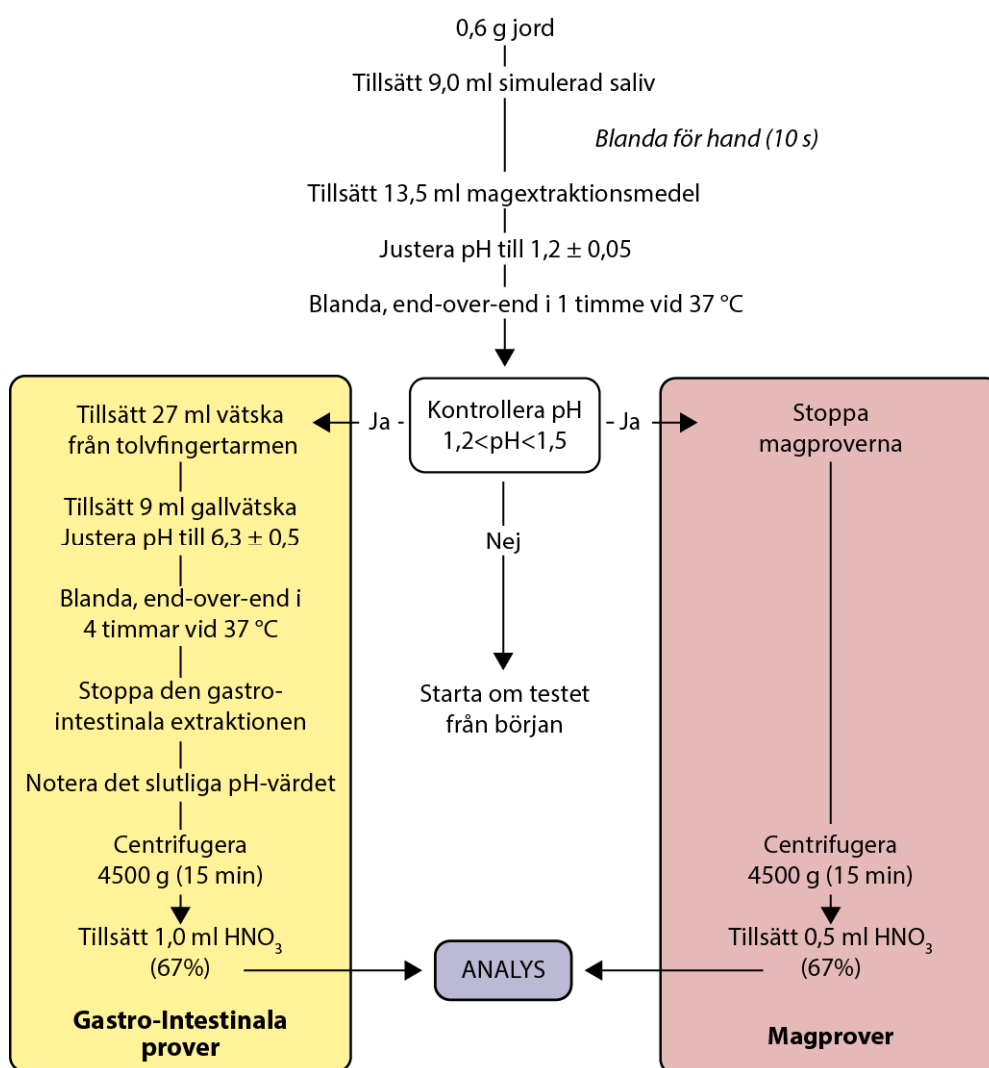 0,6 g jord
Tillsätt 9,0 ml simulerad saliv
Blanda för hand (10 s)
Tillsätt 13,5 ml magextraktionsmedel
Justera pH till 1,2 ± 0,05
Blanda, end-over-end i 1 timme vid 37 °C
Kontrollera pH
1,2<pH<1,5
Ja
Ja
Nej
Starta om testet
från början
Tillsätt 27 ml vätska
från tolvfingertarmen
Tillsätt 9 ml gallvätska
Justera pH till 6,3 ± 0,5
Blanda, end-over-end i
4 timmar vid 37 °C
Stoppa den gastro-
intestinala extraktionen
Notera det slutliga pH-värdet
Centrifugera
4500 g (15 min)
Tillsätt 1,0 ml HNO₃
(67%)
Gastro-Intestinala
prover
Stoppa
magproverna
Centrifugera
4500 g (15 min)
Tillsätt 0,5 ml HNO₃
(67%)
Magprover
ANALYS